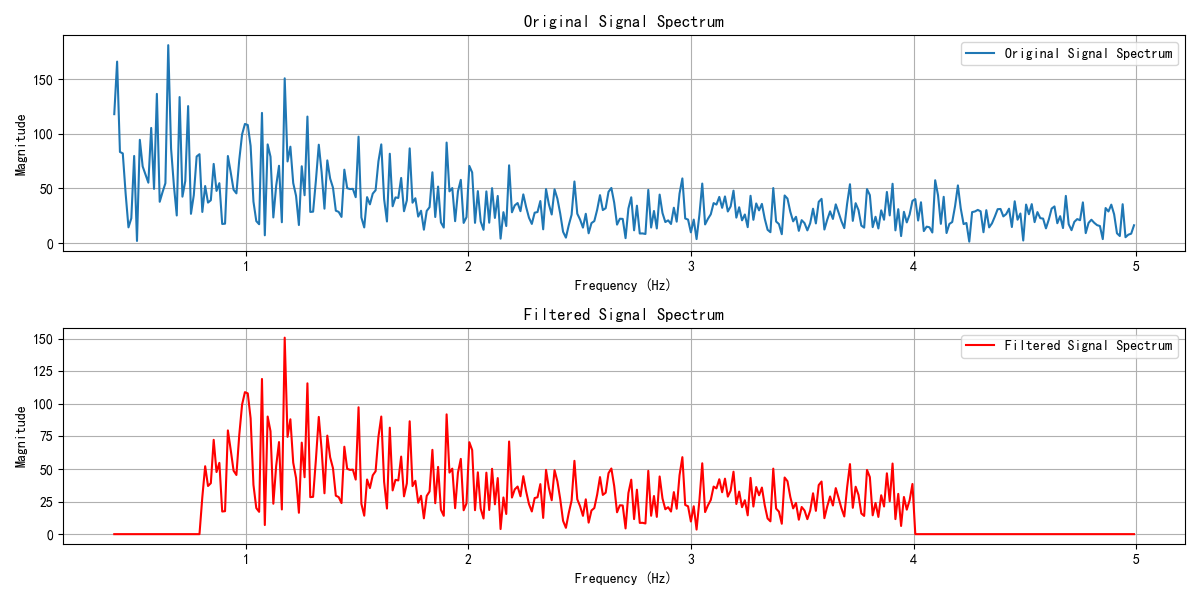 Original Signal Spectrum
Original Signal Spectrum
Magnitude
150
100
50
0
1 2 3 4 5
Frequency (Hz)
Filtered Signal Spectrum
Filtered Signal Spectrum
Magnitude
150
125
100
75
50
25
0
1 2 3 4 5
Frequency (Hz)